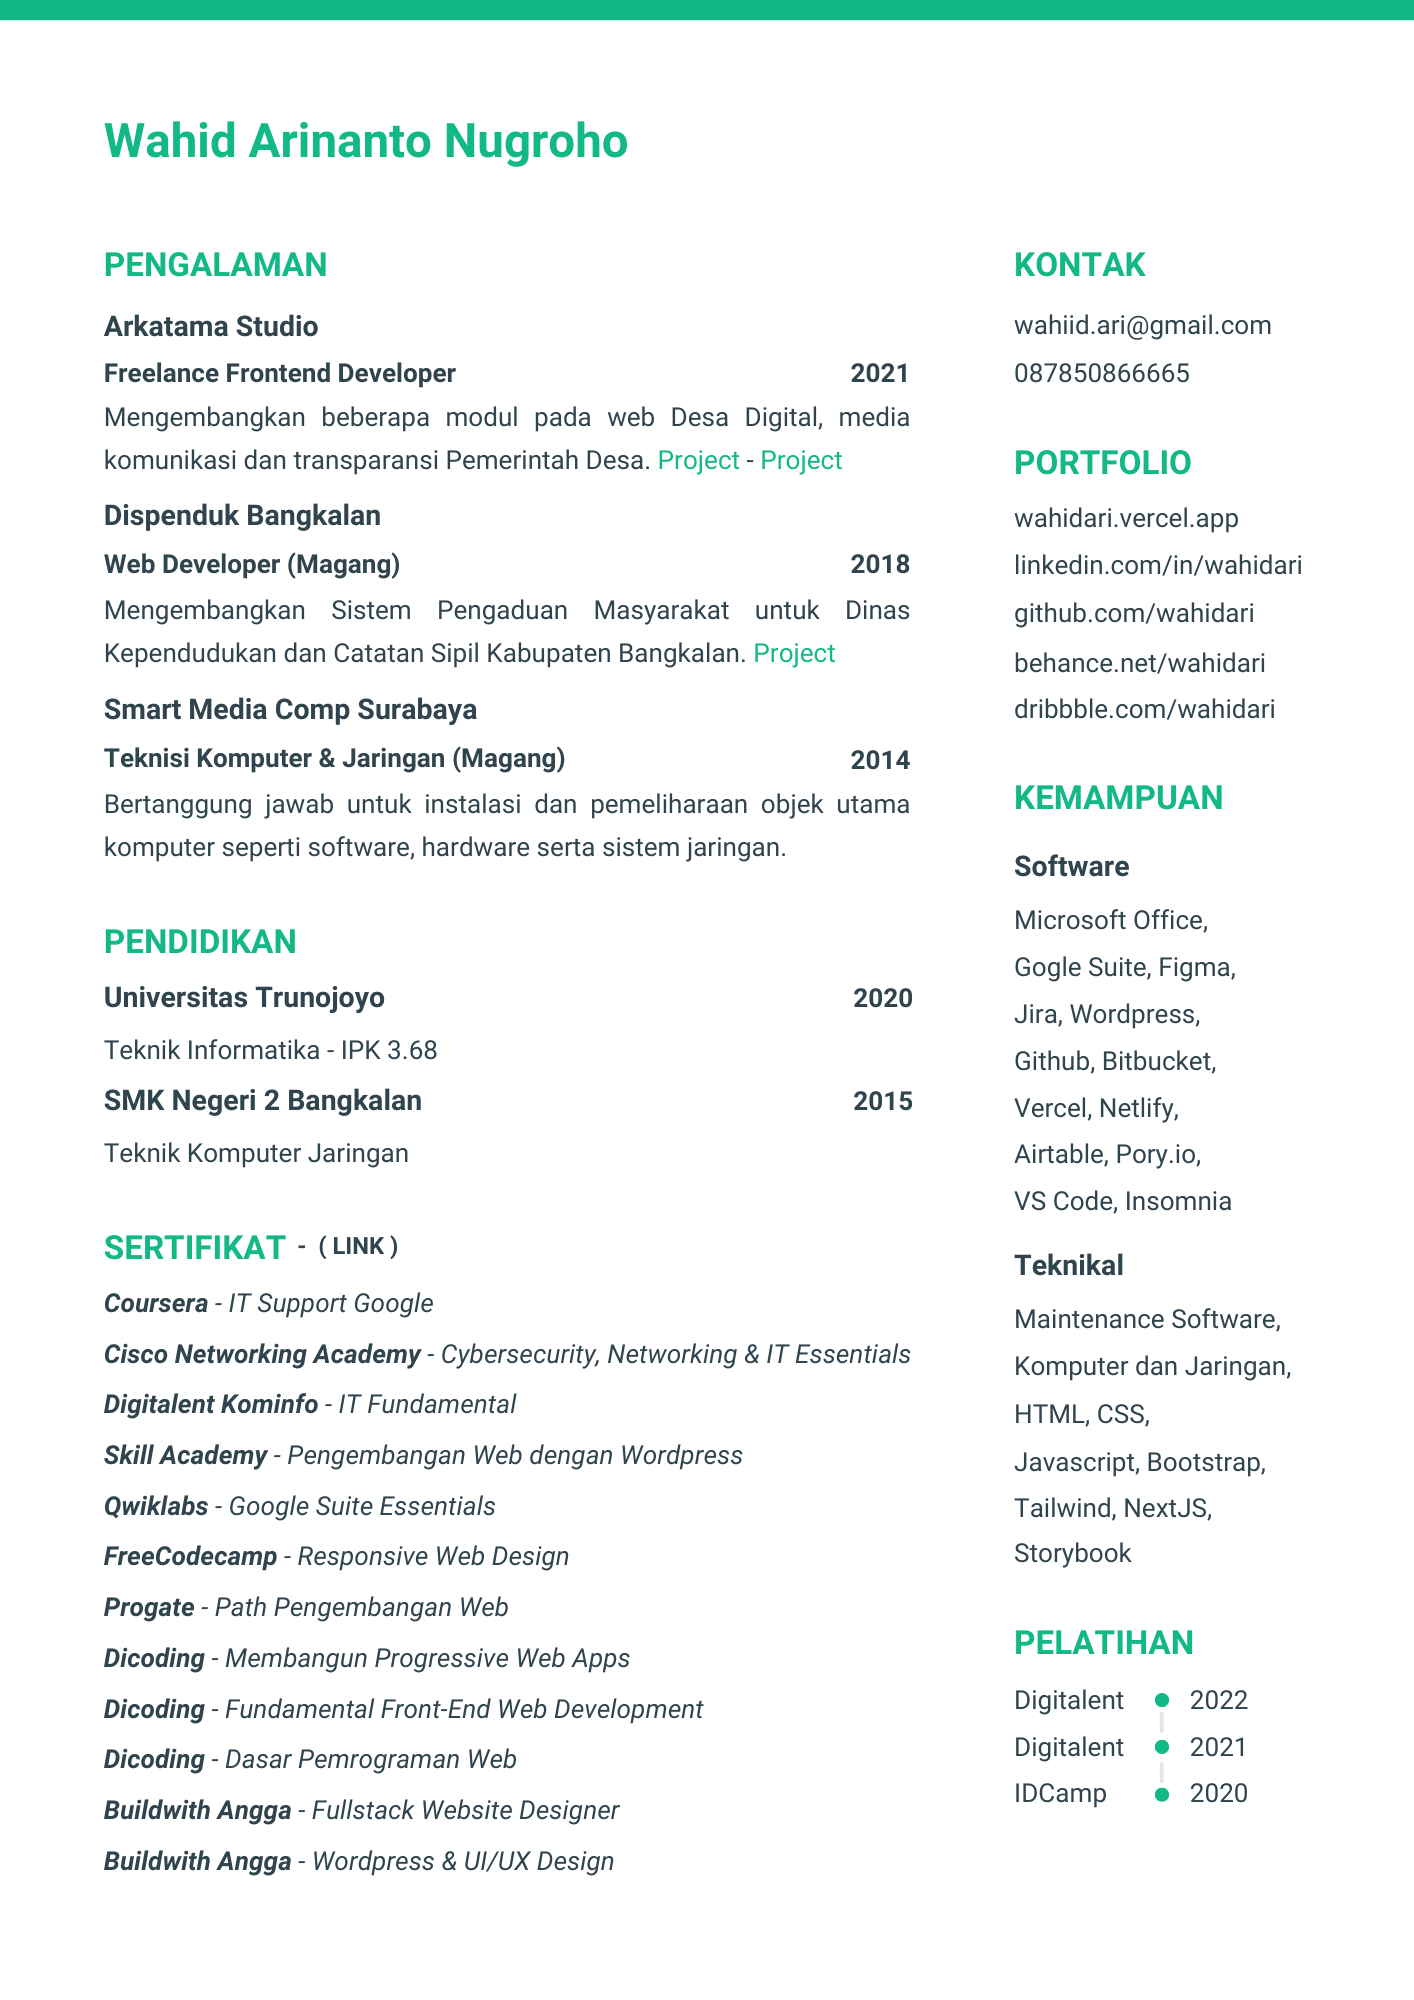 Wahid Arinanto Nugroho
PENGALAMAN
Arkatama Studio
Freelance Frontend Developer 2021
Mengembangkan beberapa modul pada web Desa Digital, media
komunikasi dan transparansi Pemerintah Desa. Project - Project
Dispenduk Bangkalan
Web Developer (Magang) 2018
Mengembangkan Sistem Pengaduan Masyarakat untuk Dinas
Kependudukan dan Catatan Sipil Kabupaten Bangkalan. Project
Smart Media Comp Surabaya
Teknisi Komputer & Jaringan (Magang) 2014
Bertanggung jawab untuk instalasi dan pemeliharaan objek utama
komputer seperti software, hardware serta sistem jaringan.
PENDIDIKAN
Universitas Trunojoyo 2020
Teknik Informatika - IPK 3.68
SMK Negeri 2 Bangkalan 2015
Teknik Komputer Jaringan
SERTIFIKAT - ( LINK )
Coursera - IT Support Google
Cisco Networking Academy - Cybersecurity, Networking & IT Essentials
Digitalent Kominfo - IT Fundamental
Skill Academy - Pengembangan Web dengan Wordpress
Qwiklabs - Google Suite Essentials
FreeCodecamp - Responsive Web Design
Progate - Path Pengembangan Web
Dicoding - Membangun Progressive Web Apps
Dicoding - Fundamental Front-End Web Development
Dicoding - Dasar Pemrograman Web
Buildwith Angga - Fullstack Website Designer
Buildwith Angga - Wordpress & UI/UX Design
KONTAK
wahiid.ari@gmail.com
087850866665
PORTFOLIO
wahidari.vercel.app
linkedin.com/in/wahidari
github.com/wahidari
behance.net/wahidari
dribbble.com/wahidari
KEMAMPUAN
Software
Microsoft Office,
Gogle Suite, Figma,
Jira, Wordpress,
Github, Bitbucket,
Vercel, Netlify,
Airtable, Pory.io,
VS Code, Insomnia
Teknikal
Maintenance Software,
Komputer dan Jaringan,
HTML, CSS,
Javascript, Bootstrap,
Tailwind, NextJS,
Storybook
PELATIHAN
Digitalent 2022
Digitalent 2021
IDCamp 2020